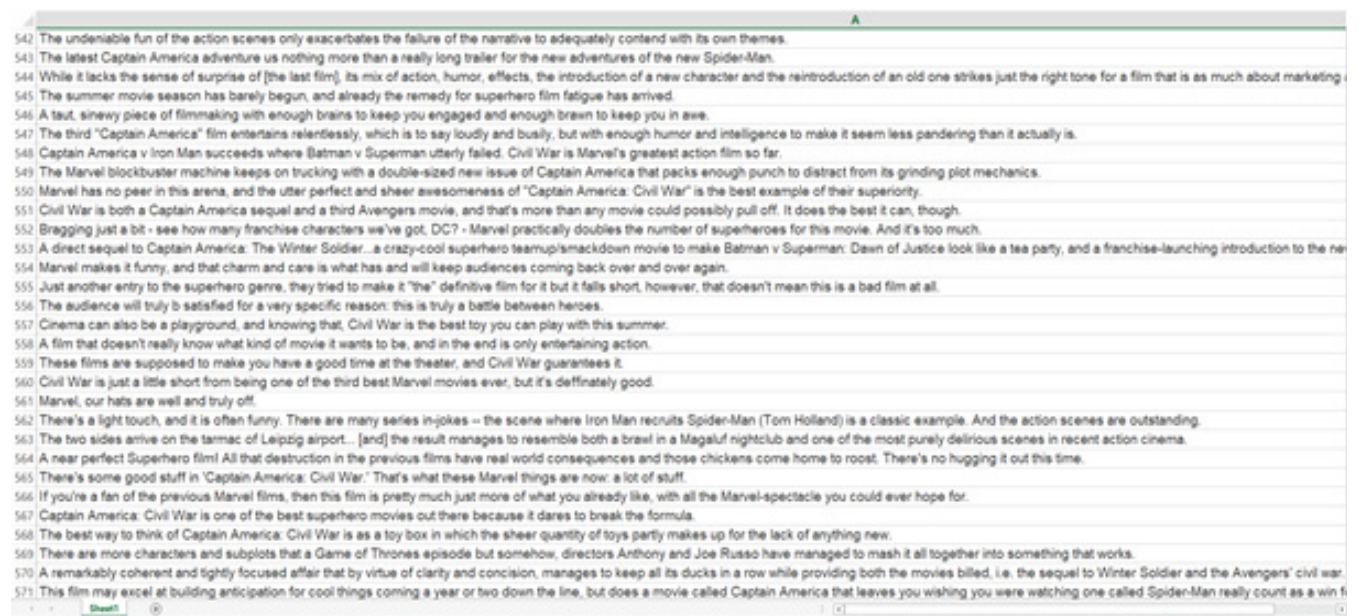 A
542 The undeniable fun of the action scenes only exacerbates the failure of the narrative to adequately contend with its own themes.
543 The latest Captain America adventure us nothing more than a really long trailer for the new adventures of the new Spider-Man.
544 While it lacks the sense of surprise of [the last film], its mix of action, humor, effects, the introduction of a new character and the reintroduction of an old one strikes just the right tone for a film that is as much about marketing
545 The summer movie season has barely begun, and already the remedy for superhero film fatigue has arrived.
546 A taut, sinewy piece of filmmaking with enough brains to keep you engaged and enough brawn to keep you in awe.
547 The third "Captain America" film entertains relentlessly, which is to say loudly and busily, but with enough humor and intelligence to make it seem less pandering than it actually is.
548 Captain America v Iron Man succeeds where Batman v Superman utterly failed. Civil War is Marvel's greatest action film so far.
549 The Marvel blockbuster machine keeps on trucking with a double-sized new issue of Captain America that packs enough punch to distract from its grinding plot mechanics.
550 Marvel has no peer in this arena, and the utter perfect and sheer awesomeness of "Captain America: Civil War" is the best example of their superiority.
551 Civil War is both a Captain America sequel and a third Avengers movie, and that's more than any movie could possibly pull off. It does the best it can, though.
552 Bragging just a bit - see how many franchise characters we've got, DC? - Marvel practically doubles the number of superheroes for this movie. And it's too much.
553 A direct sequel to Captain America: The Winter Soldier...a crazy-cool superhero teamup/smackdown movie to make Batman v Superman: Dawn of Justice look like a tea party, and a franchise-launching introduction to the ne
554 Marvel makes it funny, and that charm and care is what has and will keep audiences coming back over and over again.
555 Just another entry to the superhero genre, they tried to make it "the" definitive film for it but it falls short, however, that doesn't mean this is a bad film at all.
556 The audience will truly b satisfied for a very specific reason: this is truly a battle between heroes.
557 Cinema can also be a playground, and knowing that, Civil War is the best toy you can play with this summer.
558 A film that doesn't really know what kind of movie it wants to be, and in the end is only entertaining action.
559 These films are supposed to make you have a good time at the theater, and Civil War guarantees it.
560 Civil War is just a little short from being one of the third best Marvel movies ever, but it's deffinately good.
561 Marvel, our hats are well and truly off.
562 There's a light touch, and it is often funny. There are many series in-jokes -- the scene where Iron Man recruits Spider-Man (Tom Holland) is a classic example. And the action scenes are outstanding.
563 The two sides arrive on the tarmac of Leipzig airport... [and] the result manages to resemble both a brawl in a Magaluf nightclub and one of the most purely delirious scenes in recent action cinema.
564 A near perfect Superhero film! All that destruction in the previous films have real world consequences and those chickens come home to roost. There's no hugging it out this time.
565 There's some good stuff in 'Captain America: Civil War.' That's what these Marvel things are now: a lot of stuff.
566 If you're a fan of the previous Marvel films, then this film is pretty much just more of what you already like, with all the Marvel-spectacle you could ever hope for.
567 Captain America: Civil War is one of the best superhero movies out there because it dares to break the formula.
568 The best way to think of Captain America: Civil War is as a toy box in which the sheer quantity of toys partly makes up for the lack of anything new.
569 There are more characters and subplots that a Game of Thrones episode but somehow, directors Anthony and Joe Russo have managed to mash it all together into something that works.
570 A remarkably coherent and tightly focused affair that by virtue of clarity and concision, manages to keep all its ducks in a row while providing both the movies billed, i.e. the sequel to Winter Soldier and the Avengers' civil war.
571 This film may excel at building anticipation for cool things coming a year or two down the line, but does a movie called Captain America that leaves you wishing you were watching one called Spider-Man really count as a win
Sheet1